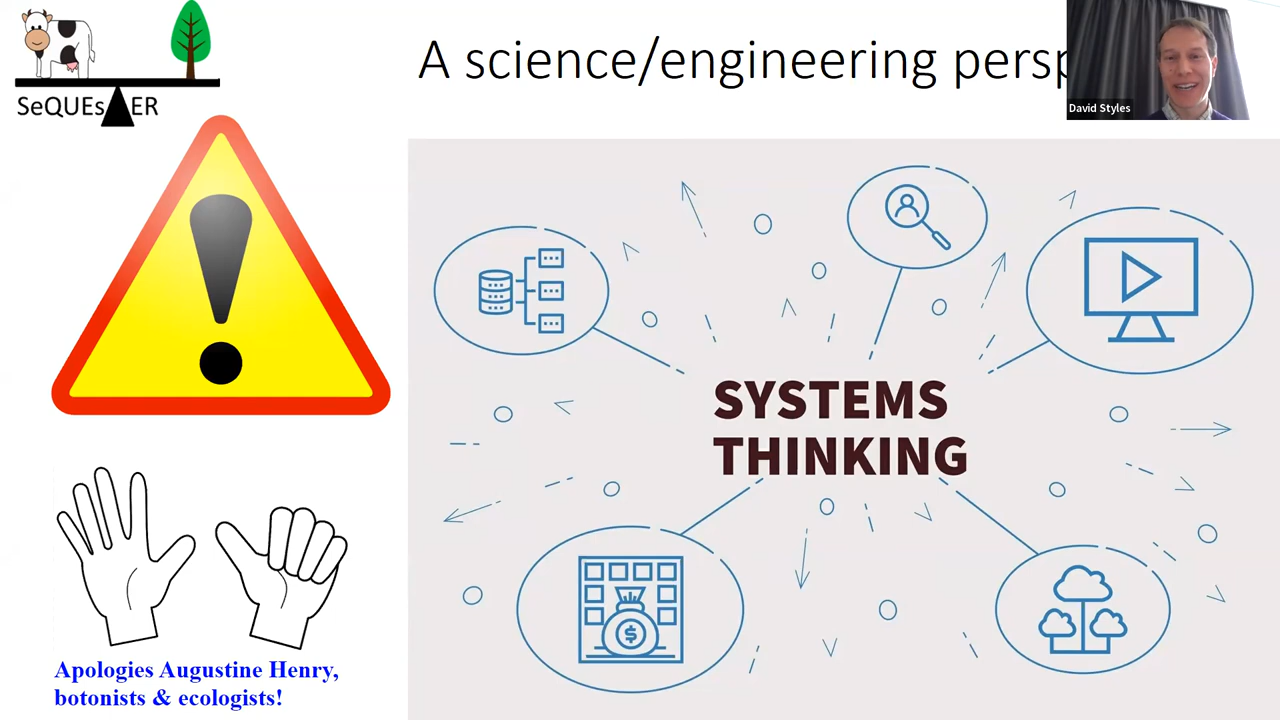 A science/engineering persp
David Styles
SeQUEsTER
SYSTEMS
THINKING
Apologies Augustine Henry,
botonists & ecologists!